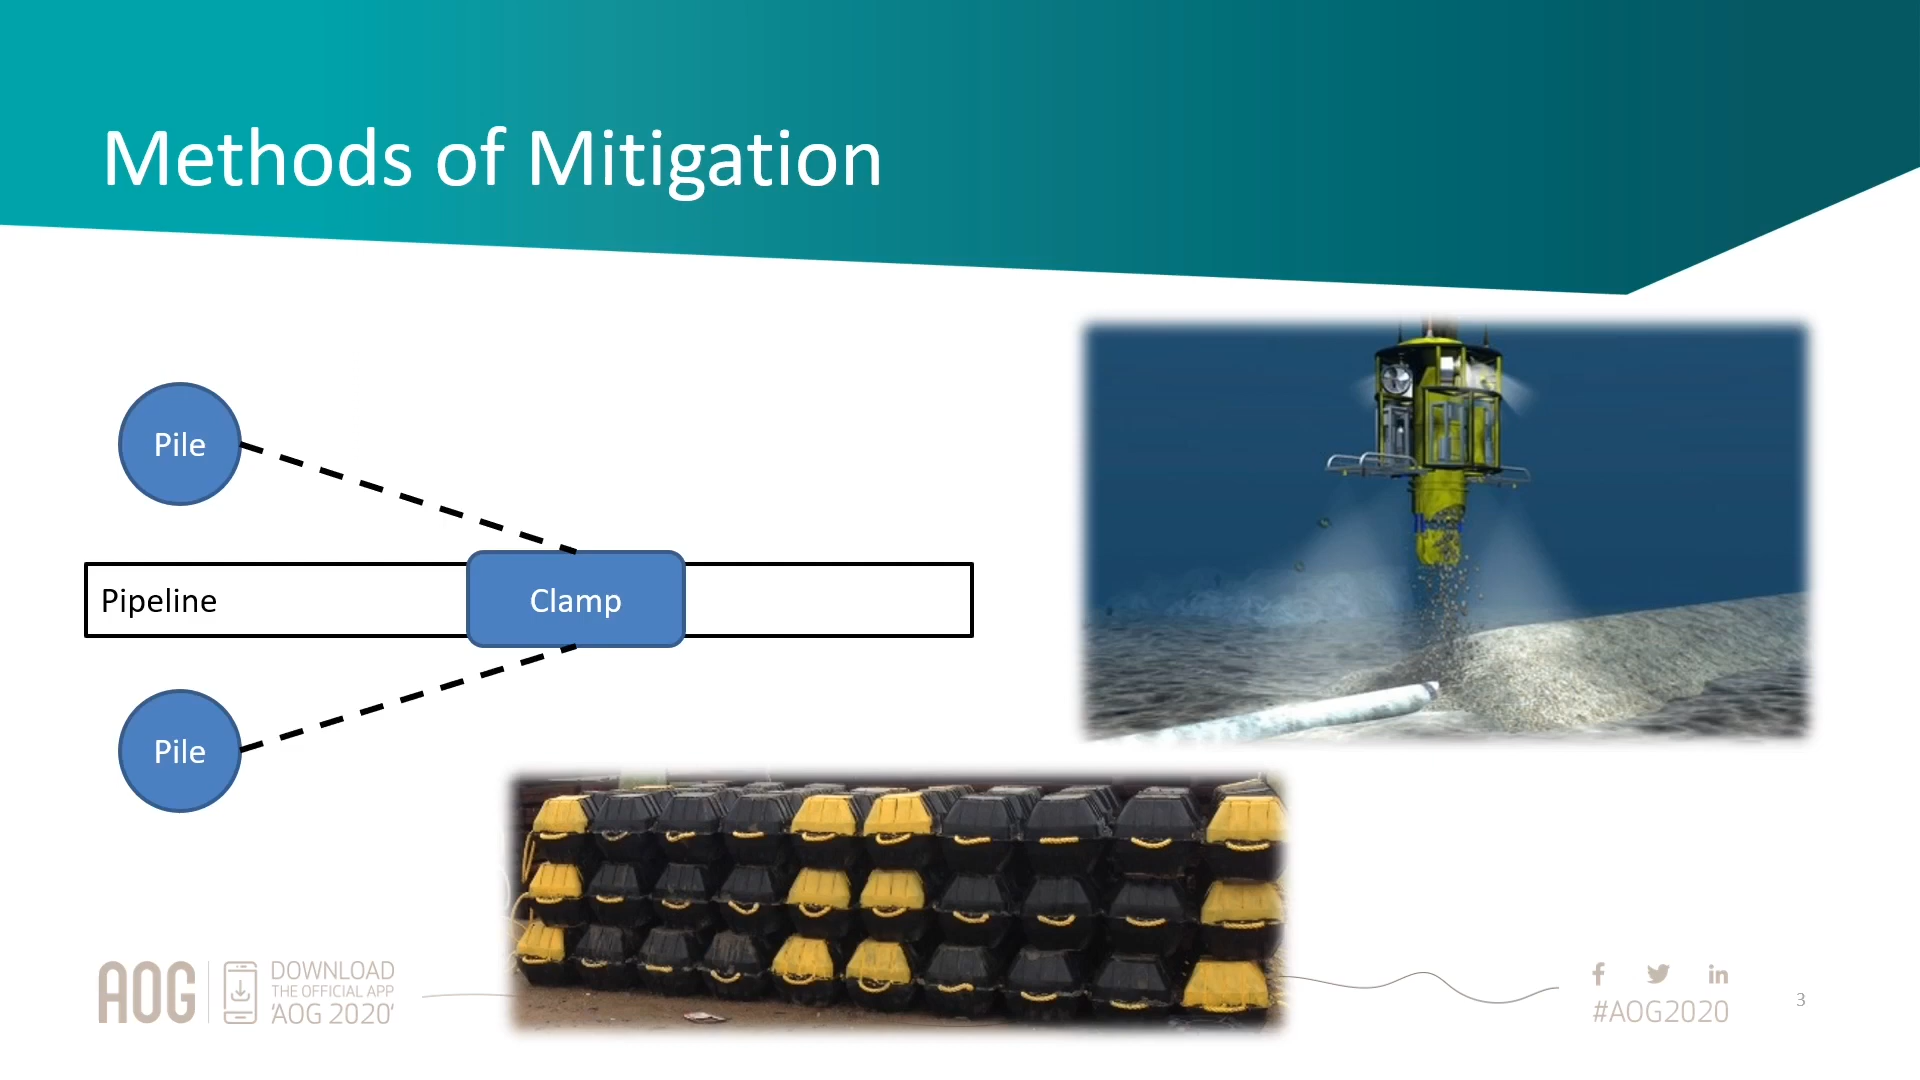 Methods of Mitigation
Pile
Pipeline
Clamp
Pile
AOG
DOWNLOAD
THE OFFICIAL APP
'AOG 2020'
#AOG2020
3